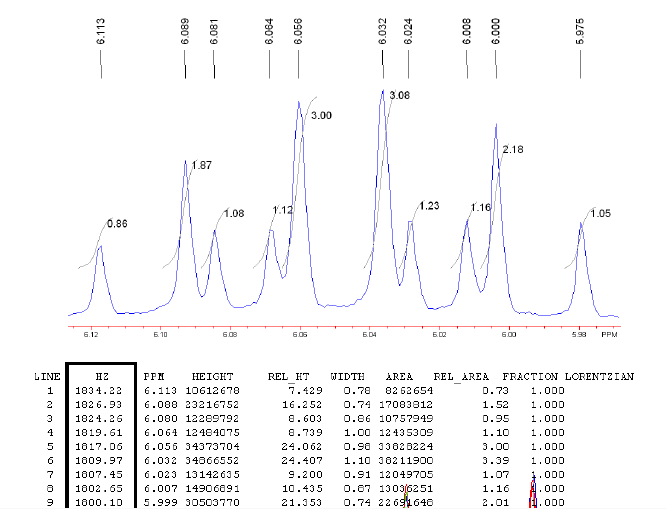 6.113 6.089 6.081 6.064 6.056 6.032 6.024 6.008 6.000 5.975
3.08
3.00
2.18
1.87
0.86 1.08 1.12 1.23 1.16 1.05
6.12 6.10 6.08 6.06 6.04 6.02 6.00 5.98 PPM
LINE HZ PPM HEIGHT REL_HT WIDTH AREA REL_AREA FRACTION LORENTZIAN
1 1834.22 6.113 10612678 7.429 0.78 8262654 0.73 1.000
2 1826.93 6.088 23216752 16.252 0.74 17083812 1.52 1.000
3 1824.26 6.080 12289792 8.603 0.86 10757949 0.95 1.000
4 1819.61 6.064 12484075 8.739 1.00 12435309 1.10 1.000
5 1817.06 6.056 34373704 24.062 0.98 33828224 3.00 1.000
6 1809.97 6.032 34866552 24.407 1.10 38211900 3.39 1.000
7 1807.45 6.023 13142635 9.200 0.91 12049705 1.07 1.000
8 1802.65 6.007 14906891 10.435 0.87 13036251 1.16 1.000
9 1800.10 5.999 30503770 21.353 0.74 2.01 1.000